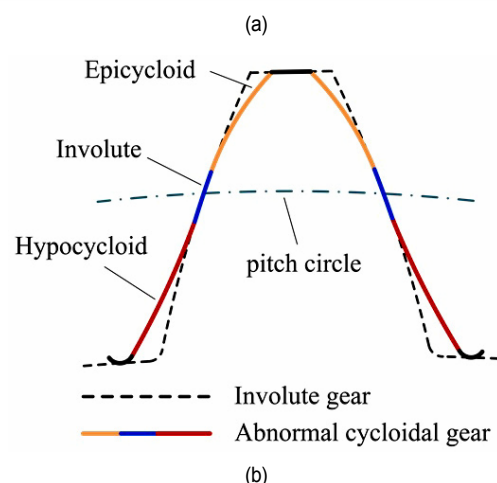 (a)
Epicycloid
Involute
Hypocycloid
pitch circle
Involute gear
Abnormal cycloidal gear
(b)